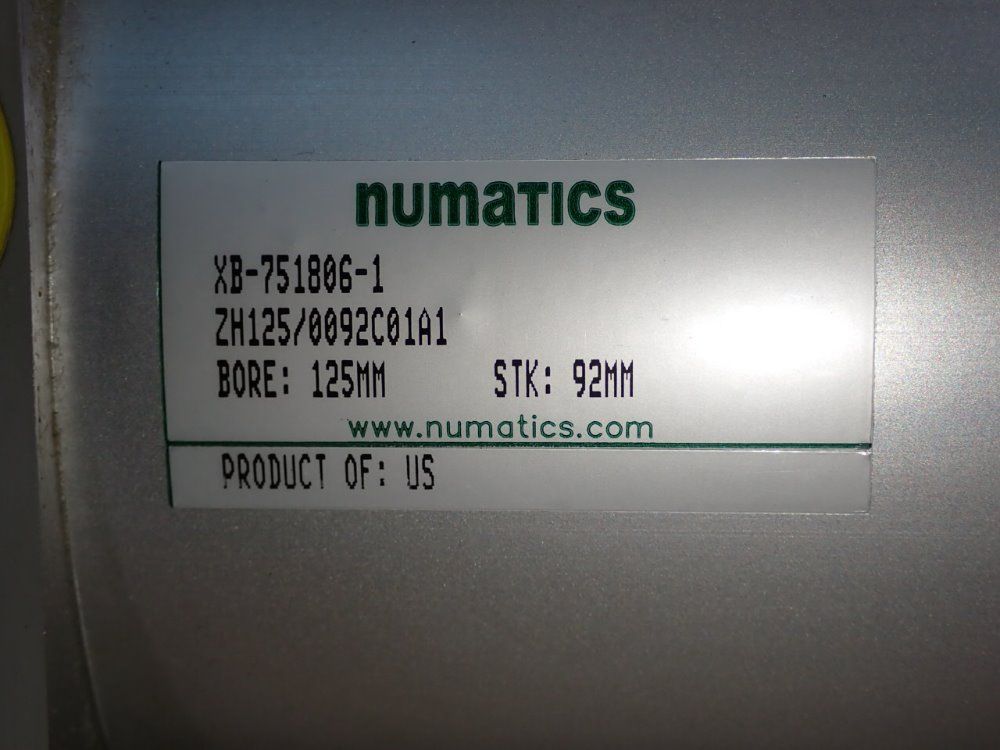 numatics
XB-751806-1
ZH125/0092C01A1
BORE: 125MM STK: 92MM
www.numatics.com
PRODUCT OF: US